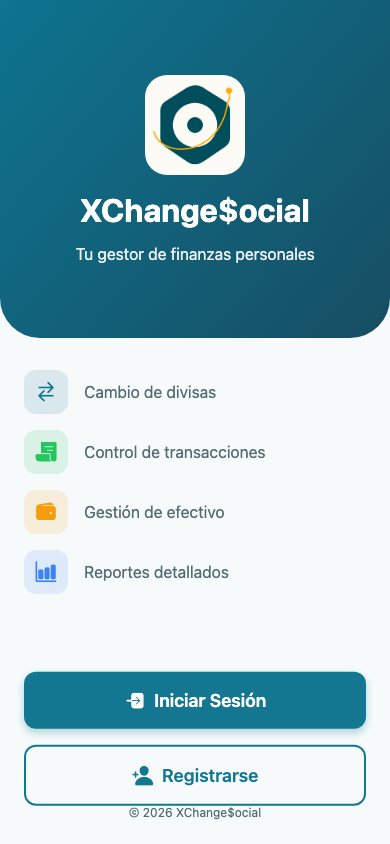 XChange$ocial
Tu gestor de finanzas personales
Cambio de divisas
Control de transacciones
Gestión de efectivo
Reportes detallados
Iniciar Sesión
Registrarse
© 2026 XChange$ocial